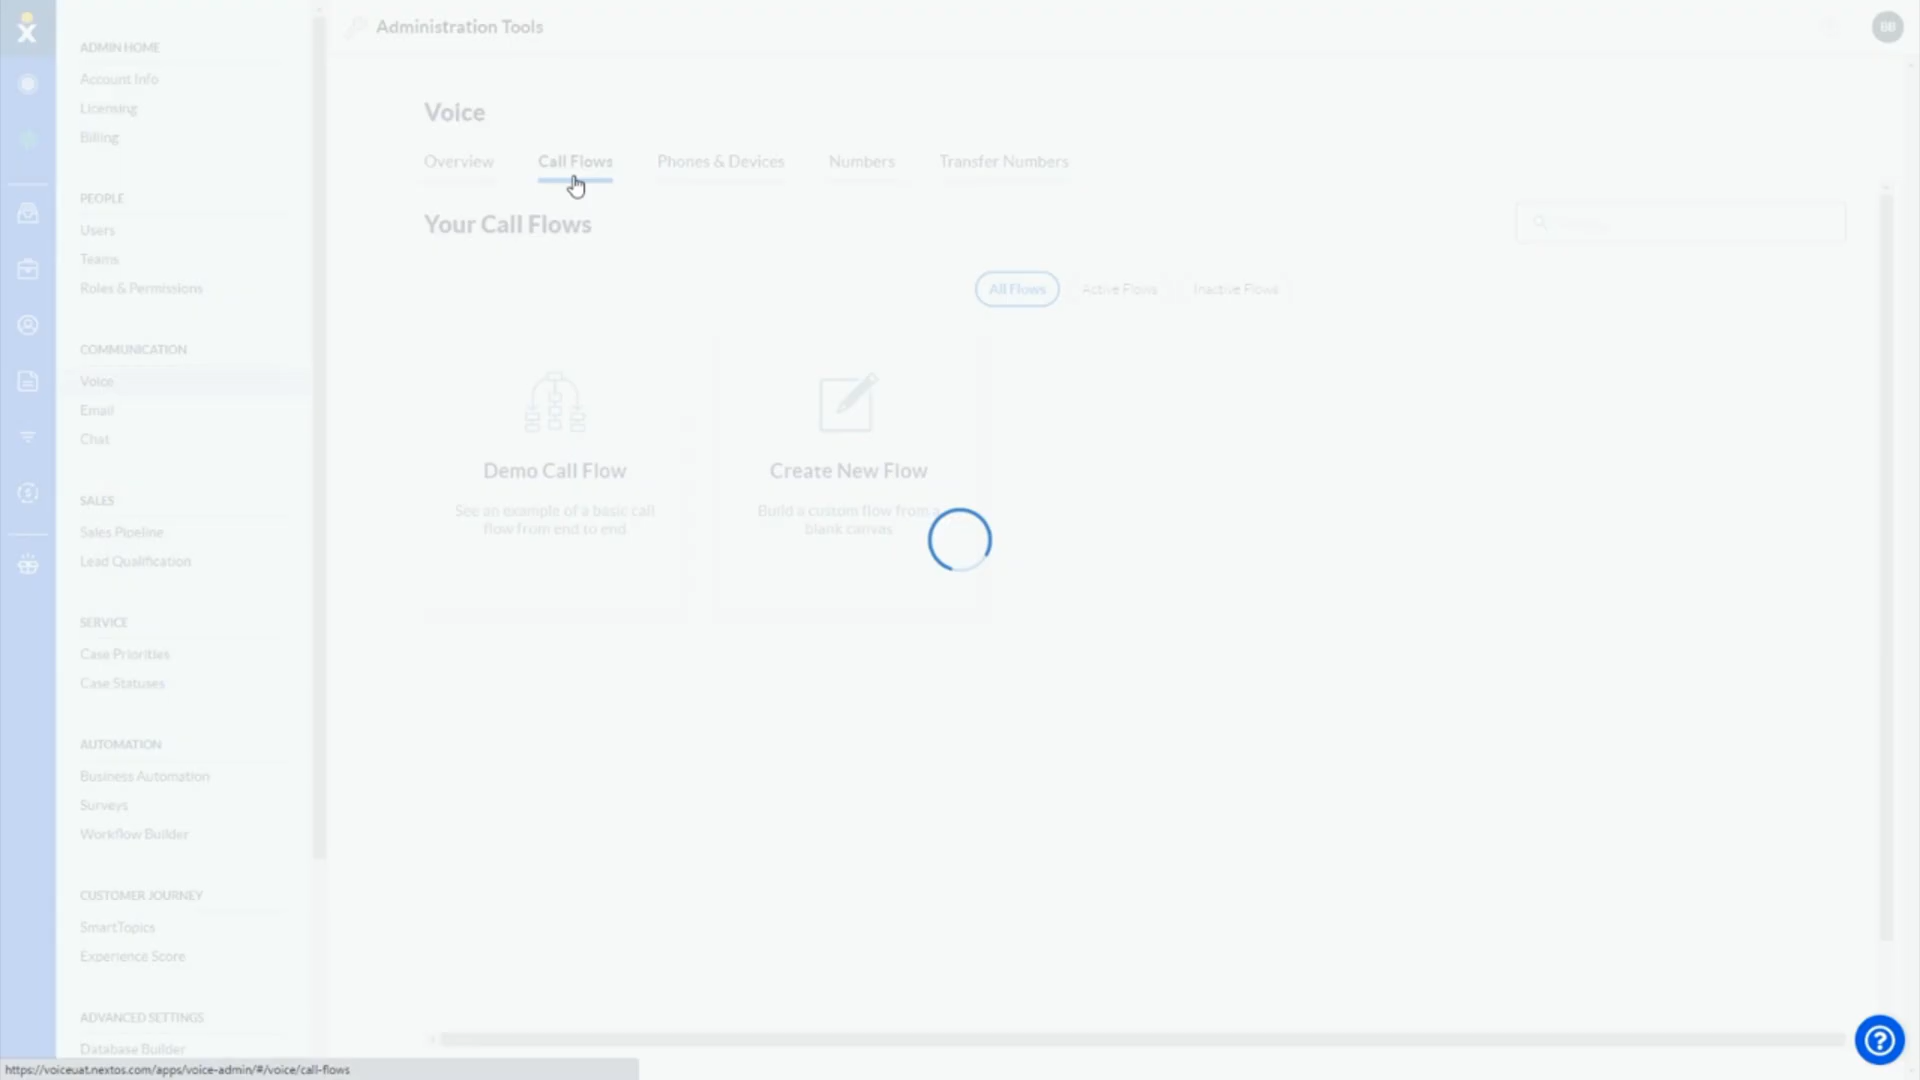 Administration Tools
BB
ADMIN HOME
Account Info
Licensing
Billing
PEOPLE
Users
Teams
Roles & Permissions
COMMUNICATION
Voice
Email
Chat
SALES
Sales Pipeline
Lead Qualification
SERVICE
Case Priorities
Case Statuses
AUTOMATION
Business Automation
Surveys
Workflow Builder
CUSTOMER JOURNEY
SmartTopics
Experience Score
ADVANCED SETTINGS
Database Builder
Voice
Overview
Call Flows
Phones & Devices
Numbers
Transfer Numbers
Your Call Flows
All Flows
Active Flows
Inactive Flows
Demo Call Flow
See an example of a basic call
flow from end to end
Create New Flow
Build a custom flow from a
blank canvas
https://voiceuat.nextos.com/apps/voice-admin/#/voice/call-flows